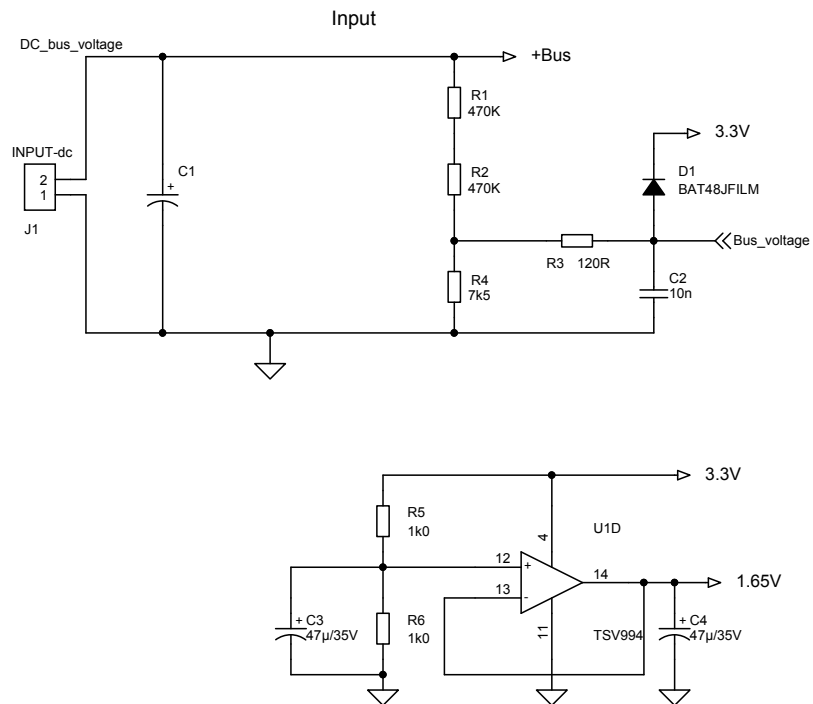 Input
DC_bus_voltage
+Bus
R1
470K
3.3V
INPUT-dc
D1
BAT48JFILM
C1
+
R2
470K
2
1
J1
Bus_voltage
R3 120R
R4
7k5
C2
10n
3.3V
R5
1k0
U1D
4
12
+
14
1.65V
13
-
11
TSV994
+ C3
47µ/35V
R6
1k0
+ C4
47µ/35V